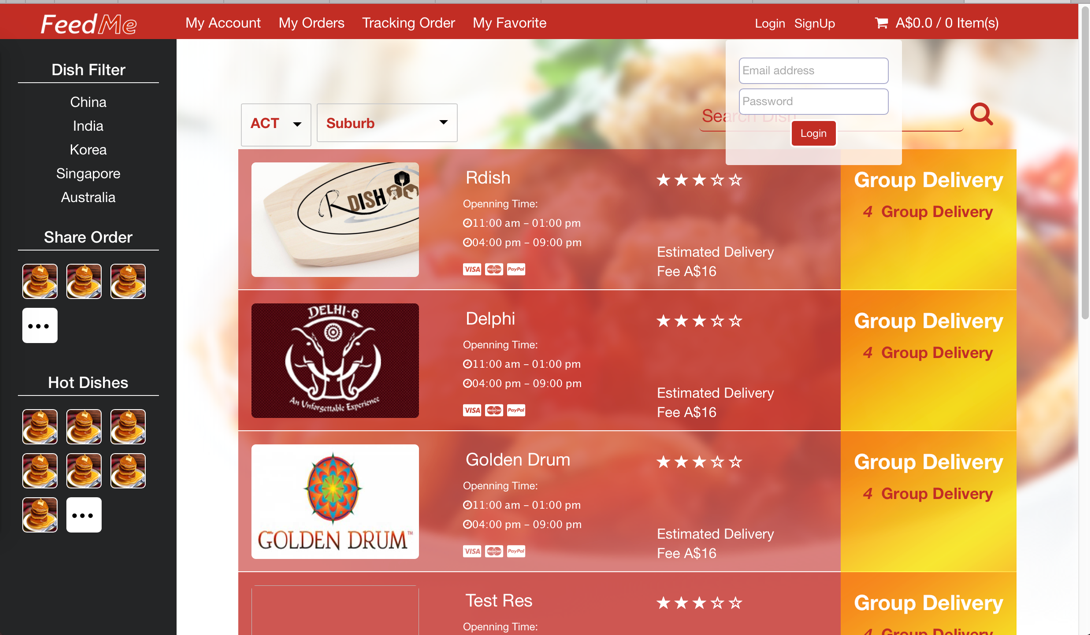 FeedMe
My Account My Orders Tracking Order My Favorite
Login SignUp
A$0.0 / 0 Item(s)
Email address
Password
Login
Dish Filter
China
India
Korea
Singapore
Australia
Share Order
Hot Dishes
ACT
Suburb
Search Dish
RDISH
Rdish
Openning Time:
11:00 am – 01:00 pm
04:00 pm – 09:00 pm
VISA MasterCard PayPal
Estimated Delivery
Fee A$16
Group Delivery
4 Group Delivery
DELHI-6
An Unforgettable Experience
Delphi
Openning Time:
11:00 am – 01:00 pm
04:00 pm – 09:00 pm
VISA MasterCard PayPal
Estimated Delivery
Fee A$16
Group Delivery
4 Group Delivery
GOLDEN DRUM™
Golden Drum
Openning Time:
11:00 am – 01:00 pm
04:00 pm – 09:00 pm
VISA MasterCard PayPal
Estimated Delivery
Fee A$16
Group Delivery
4 Group Delivery
Test Res
Openning Time:
Group Delivery
4 Group Delivery